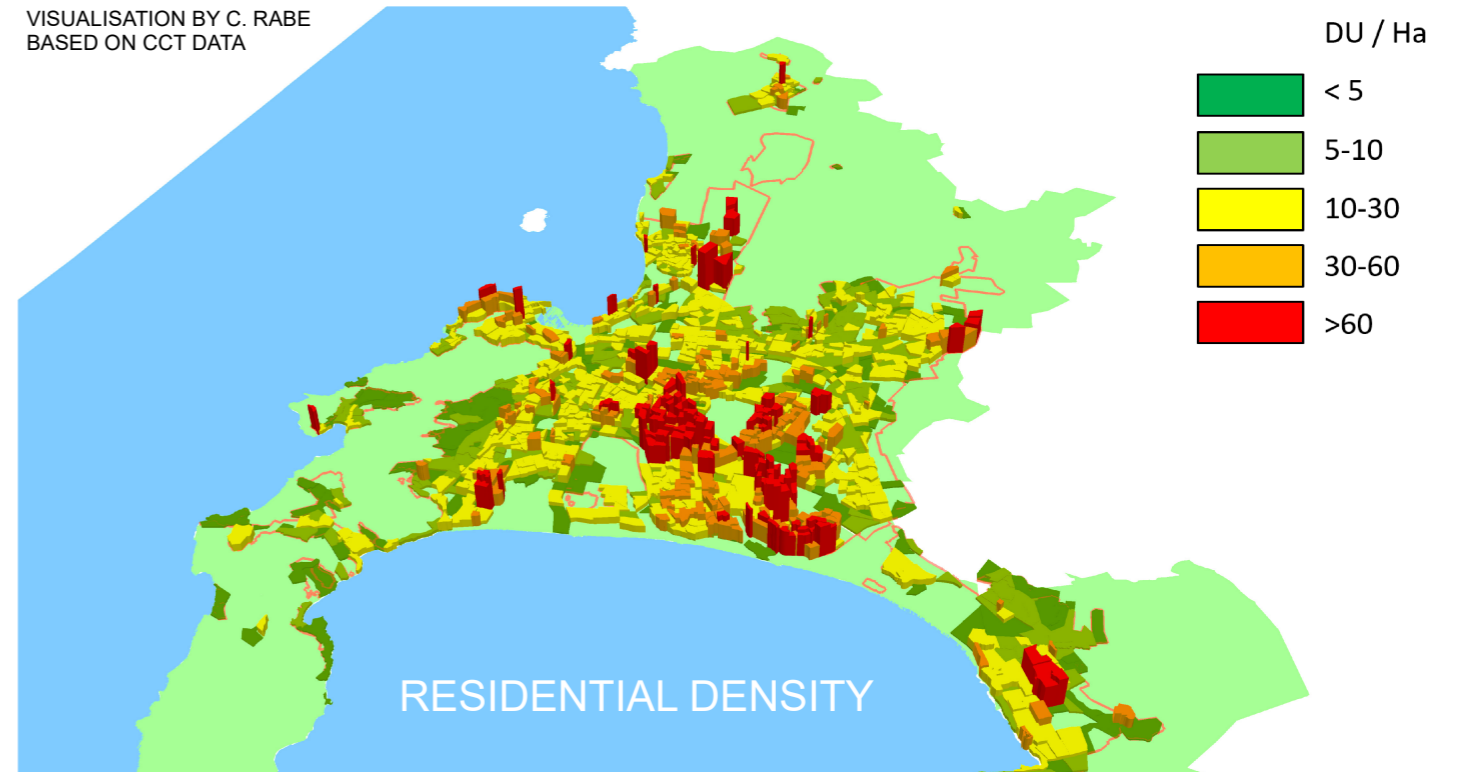 VISUALISATION BY C. RABE
BASED ON CCT DATA
DU / Ha
< 5
5-10
10-30
30-60
>60
RESIDENTIAL DENSITY